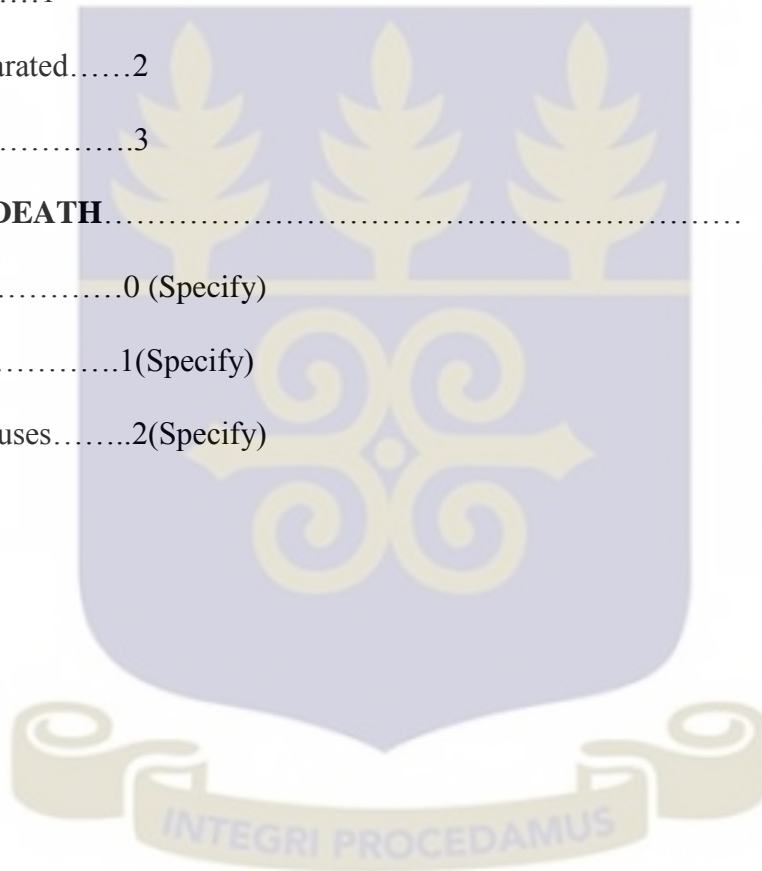 …..1
arated……2
………….3
DEATH……………………………………………………
…………0 (Specify)
………….1(Specify)
uses……..2(Specify)
INTEGRI PROCEDAMUS